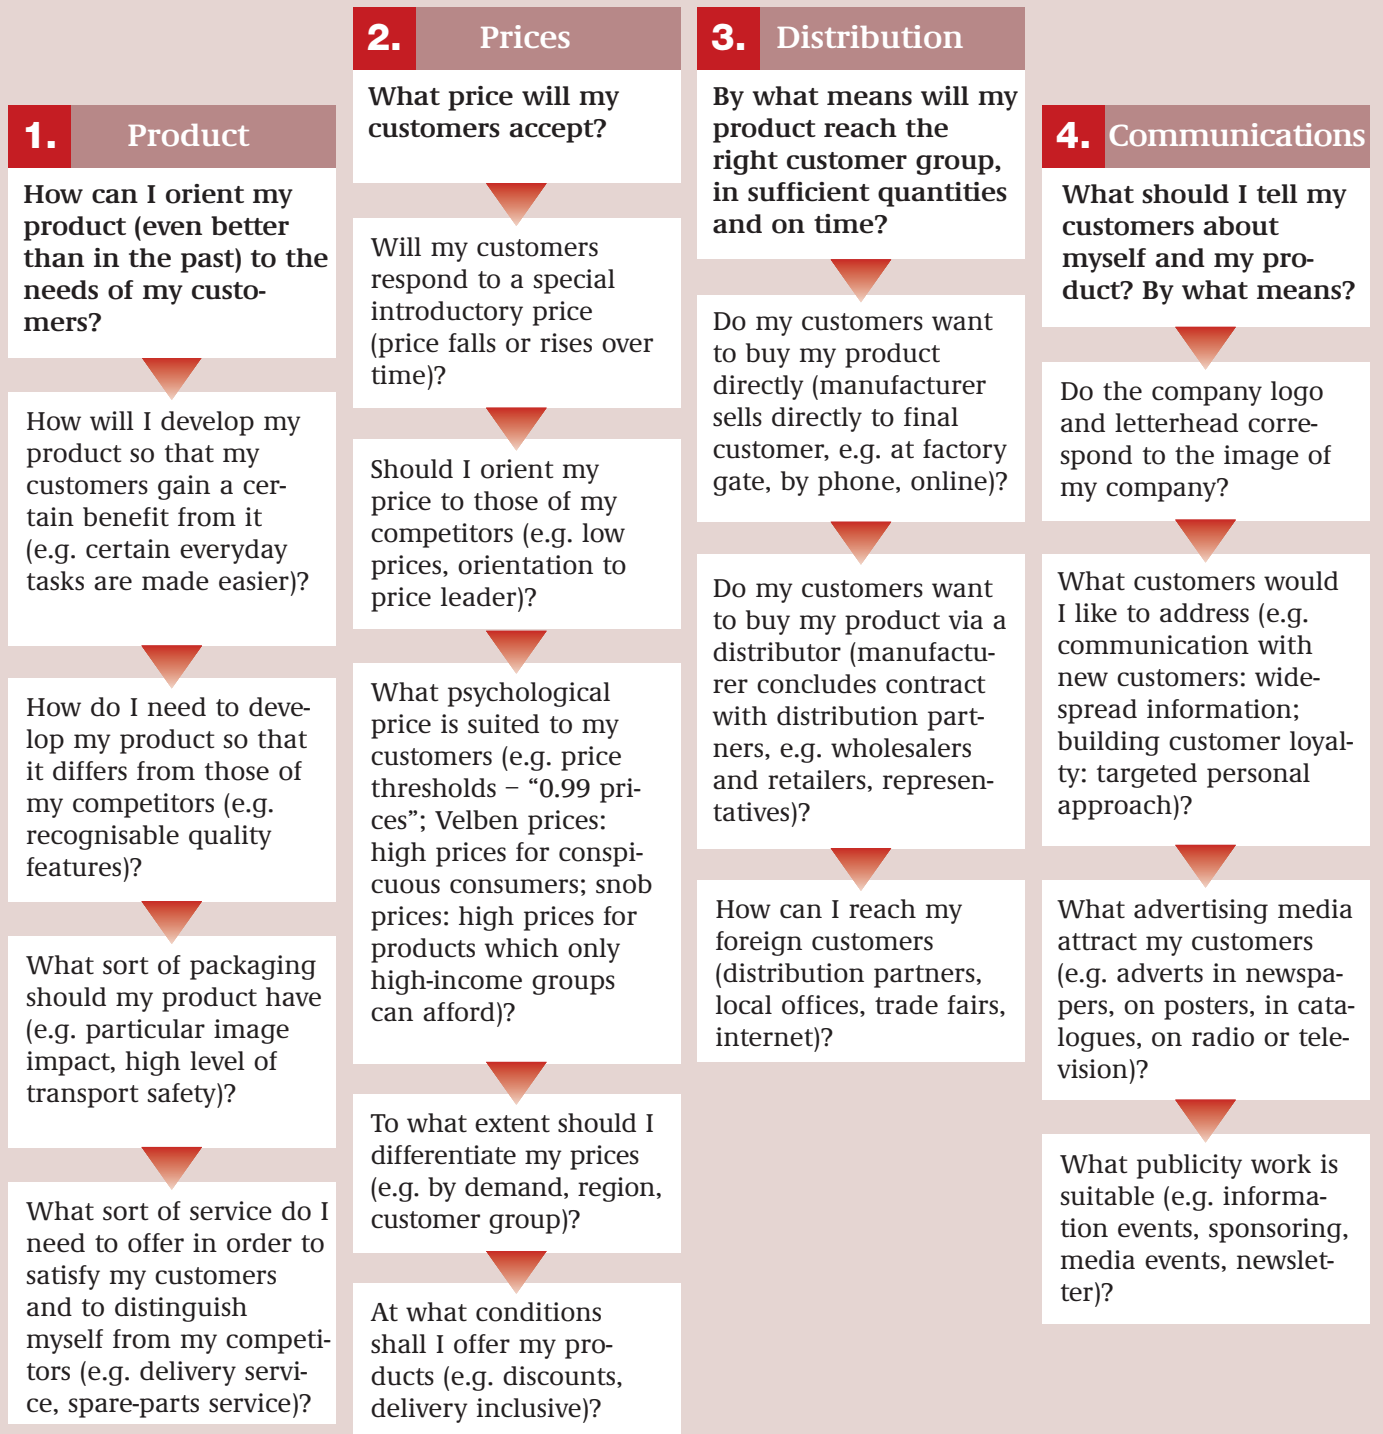 1. Product
How can I orient my
product (even better
than in the past) to the
needs of my custo-
mers?
How will I develop my
product so that my
customers gain a cer-
tain benefit from it
(e.g. certain everyday
tasks are made easier)?
How do I need to deve-
lop my product so that
it differs from those of
my competitors (e.g.
recognisable quality
features)?
What sort of packaging
should my product have
(e.g. particular image
impact, high level of
transport safety)?
What sort of service do I
need to offer in order to
satisfy my customers
and to distinguish
myself from my competi-
tors (e.g. delivery servi-
ce, spare-parts service)?
2. Prices
What price will my
customers accept?
Will my customers
respond to a special
introductory price
(price falls or rises over
time)?
Should I orient my
price to those of my
competitors (e.g. low
prices, orientation to
price leader)?
What psychological
price is suited to my
customers (e.g. price
thresholds – “0.99 pri-
ces”; Velben prices:
high prices for conspi-
cuous consumers; snob
prices: high prices for
products which only
high-income groups
can afford)?
To what extent should I
differentiate my prices
(e.g. by demand, region,
customer group)?
At what conditions
shall I offer my pro-
ducts (e.g. discounts,
delivery inclusive)?
3. Distribution
By what means will my
product reach the
right customer group,
in sufficient quantities
and on time?
Do my customers want
to buy my product
directly (manufacturer
sells directly to final
customer, e.g. at factory
gate, by phone, online)?
Do my customers want
to buy my product via a
distributor (manufactu-
rer concludes contract
with distribution part-
ners, e.g. wholesalers
and retailers, represen-
tatives)?
How can I reach my
foreign customers
(distribution partners,
local offices, trade fairs,
internet)?
4. Communications
What should I tell my
customers about
myself and my pro-
duct? By what means?
Do the company logo
and letterhead corre-
spond to the image of
my company?
What customers would
I like to address (e.g.
communication with
new customers: wide-
spread information;
building customer loyal-
ty: targeted personal
approach)?
What advertising media
attract my customers
(e.g. adverts in newspa-
pers, on posters, in cata-
logues, on radio or tele-
vision)?
What publicity work is
suitable (e.g. informa-
tion events, sponsoring,
media events, newslet-
ter)?